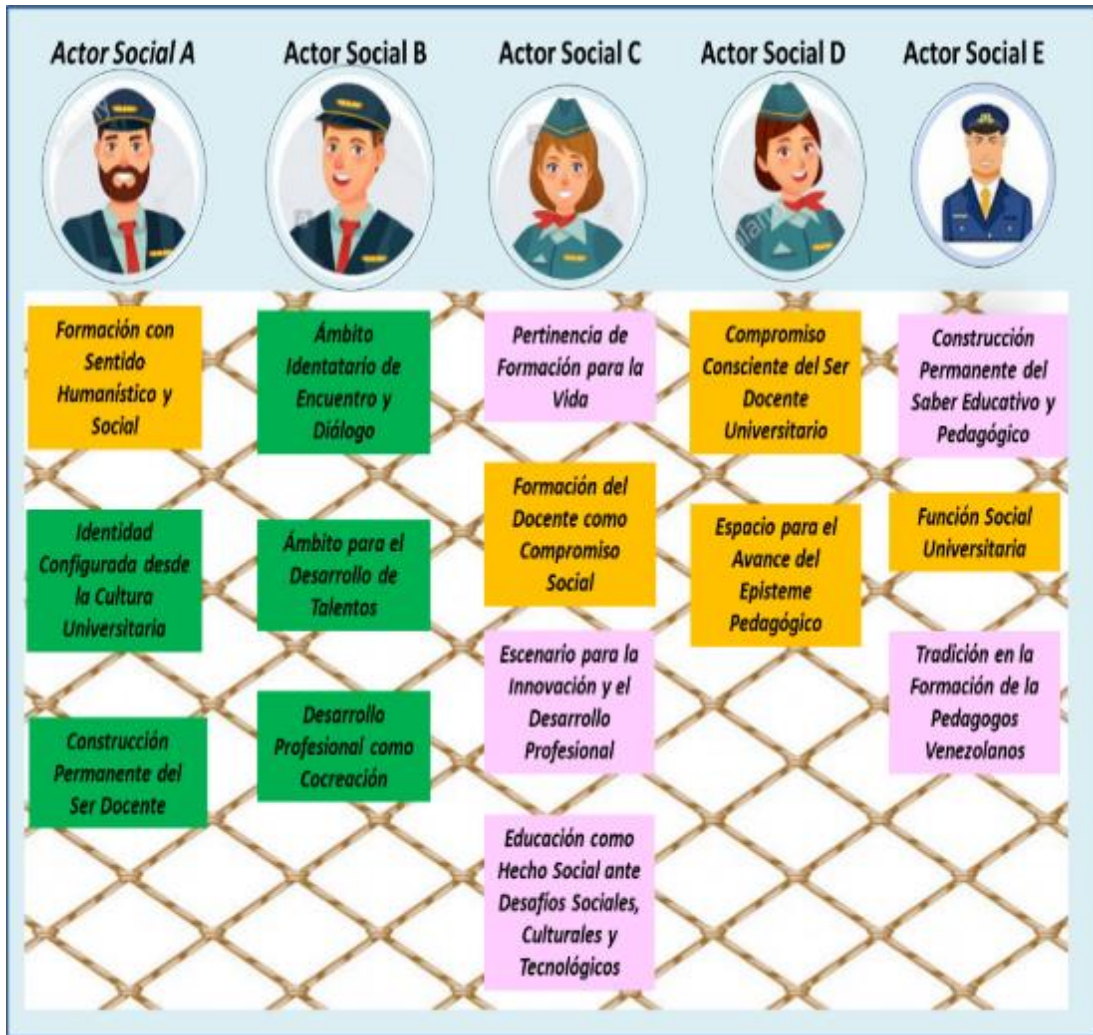 Actor Social A
Actor Social B
Actor Social C
Actor Social D
Actor Social E
Formación con
Sentido
Humanístico y
Social
Identidad
Configurada desde
la Cultura
Universitaria
Construcción
Permanente del
Ser Docente
Ámbito
Identatario de
Encuentro y
Diálogo
Ámbito para el
Desarrollo de
Talentos
Desarrollo
Profesional como
Cocreación
Pertinencia de
Formación para la
Vida
Formación del
Docente como
Compromiso
Social
Escenario para la
Innovación y el
Desarrollo
Profesional
Educación como
Hecho Social ante
Desafíos Sociales,
Culturales y
Tecnológicos
Compromiso
Consciente del Ser
Docente
Universitario
Espacio para el
Avance del
Episteme
Pedagógico
Construcción
Permanente del
Saber Educativo y
Pedagógico
Función Social
Universitaria
Tradición en la
Formación de la
Pedagogos
Venezolanos